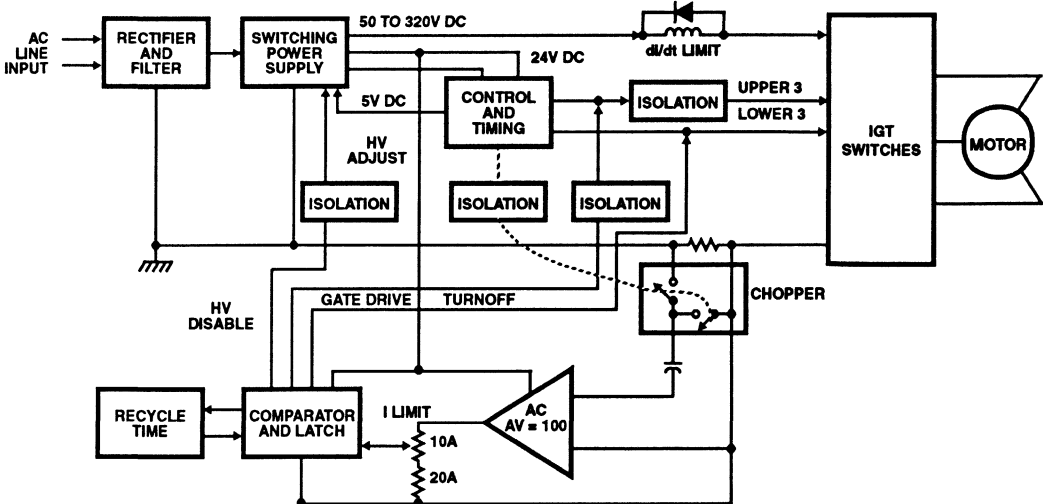 AC
LINE
INPUT
RECTIFIER
AND
FILTER
SWITCHING
POWER
SUPPLY
50 TO 320V DC
dI/dt LIMIT
24V DC
5V DC
CONTROL
AND
TIMING
ISOLATION
UPPER 3
LOWER 3
IGT
SWITCHES
MOTOR
HV
ADJUST
ISOLATION
ISOLATION
ISOLATION
CHOPPER
HV
DISABLE
GATE DRIVE TURNOFF
RECYCLE
TIME
COMPARATOR
AND LATCH
I LIMIT
10A
20A
AC
AV = 100